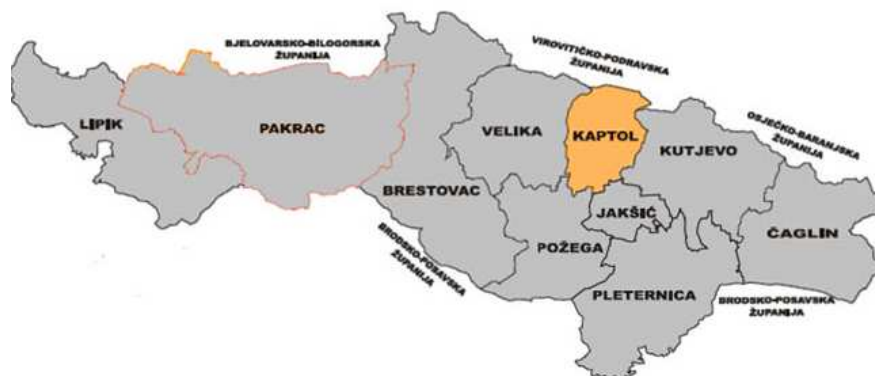 BJELOVARSKO-BILOGORSKA
ŽUPANIJA
VIROVITIČKO-PODRAVSKA
ŽUPANIJA
OSJEČKO-BARANJSKA
ŽUPANIJA
LIPIK
PAKRAC
VELIKA
KAPTOL
KUTJEVO
BRESTOVAC
JAKŠIĆ
ČAGLIN
POŽEGA
BRODSKO-POSAVSKA
ŽUPANIJA
PLETERNICA
BRODSKO-POSAVSKA
ŽUPANIJA